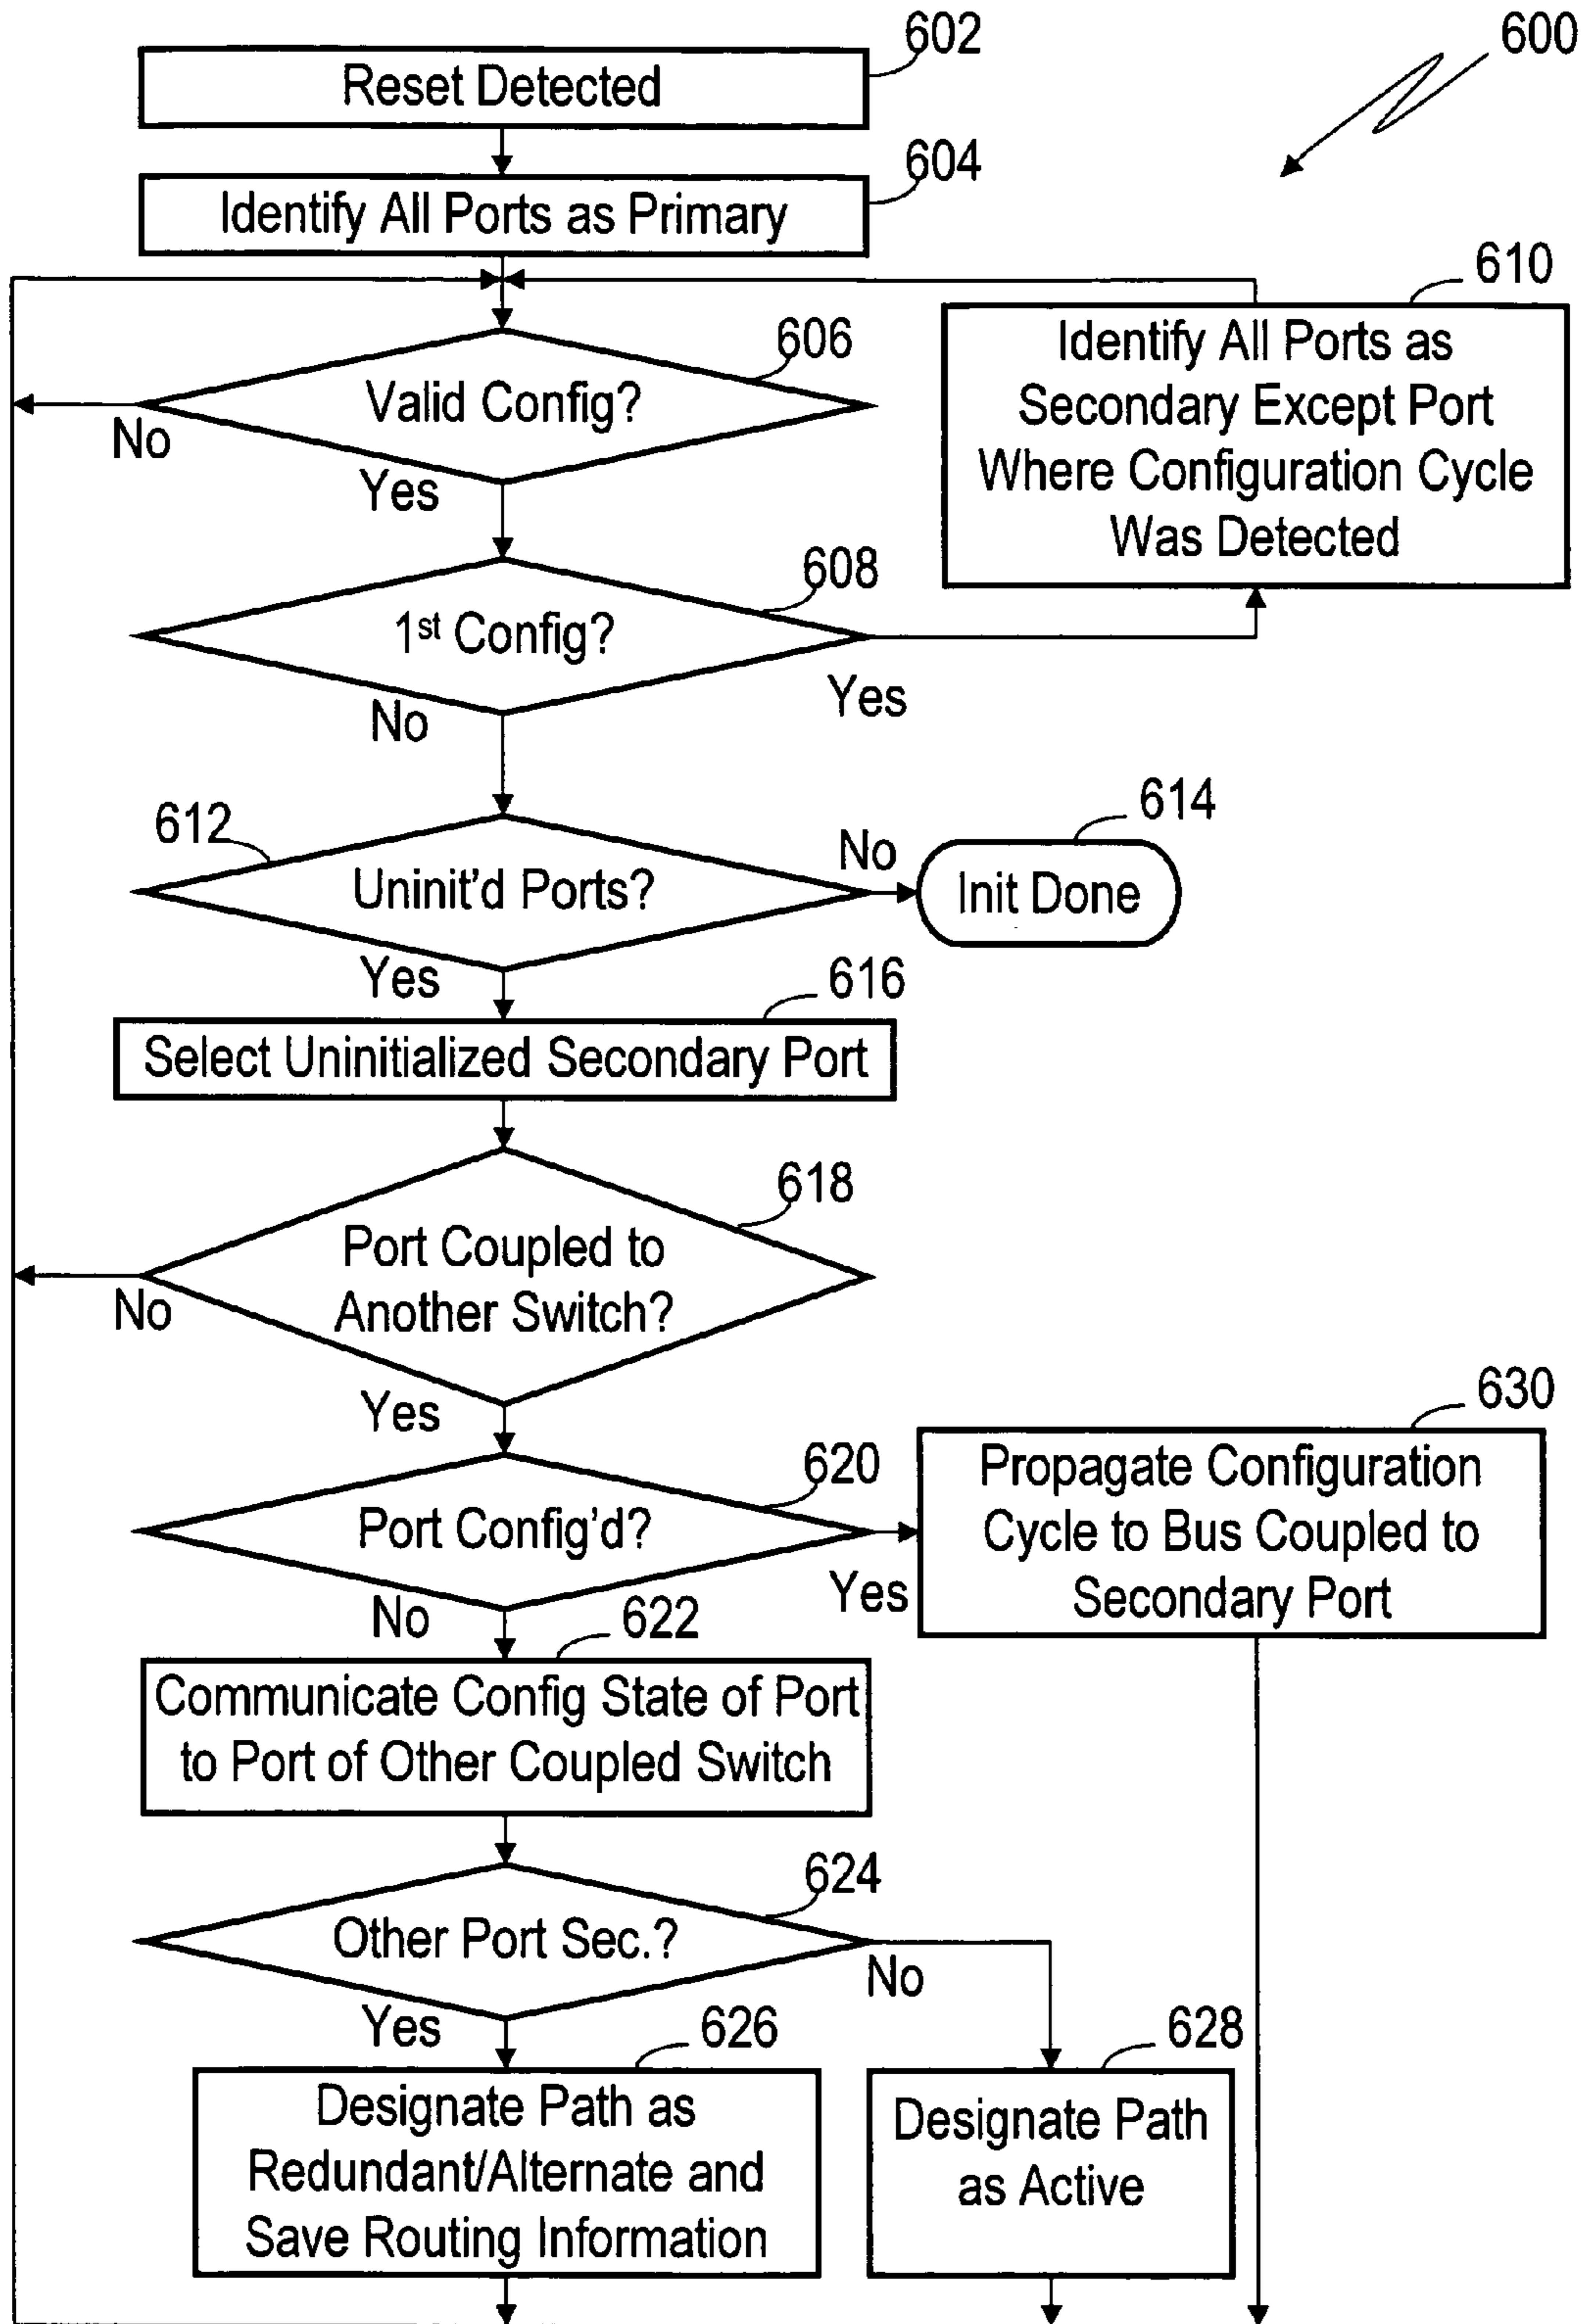 602
600
Reset Detected
604
Identify All Ports as Primary
610
606
Identify All Ports as
Secondary Except Port
Where Configuration Cycle
Was Detected
Valid Config?
No
Yes
608
1st Config?
Yes
No
614
612
No
Uninit'd Ports?
Init Done
Yes
616
Select Uninitialized Secondary Port
618
Port Coupled to
Another Switch?
No
Yes
630
620
Propagate Configuration
Cycle to Bus Coupled to
Secondary Port
Port Config'd?
Yes
No
622
Communicate Config State of Port
to Port of Other Coupled Switch
624
Other Port Sec.?
No
Yes
626
628
Designate Path as
Redundant/Alternate and
Save Routing Information
Designate Path
as Active